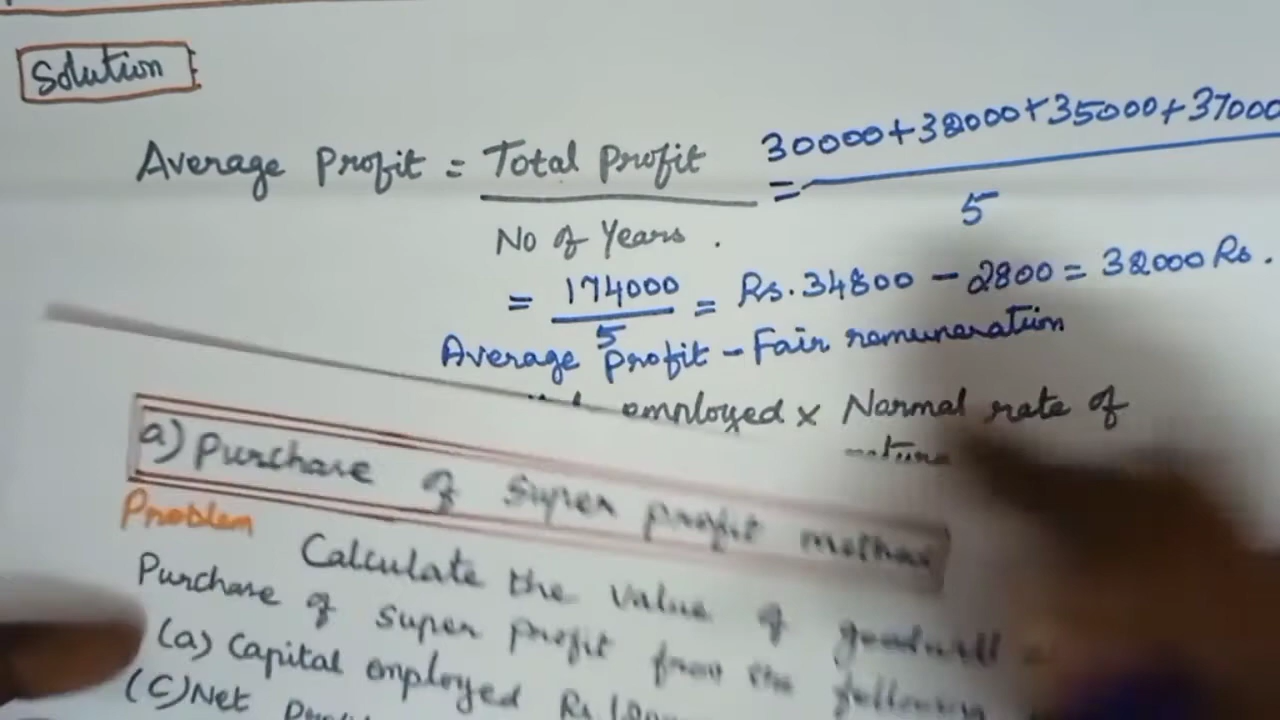 Solution
Average Profit = Total Profit / No of Years . = 30000+32000+35000+37000 / 5
= 174000 / 5 = Rs. 34800 - 2800 = 32000 Rs.
Average Profit - Fair remuneration
employed x Normal rate of
a) Purchase of super profit method
Problem Calculate the value of goodwill
Purchase of super profit from the following
(a) Capital employed Rs
(C) Net